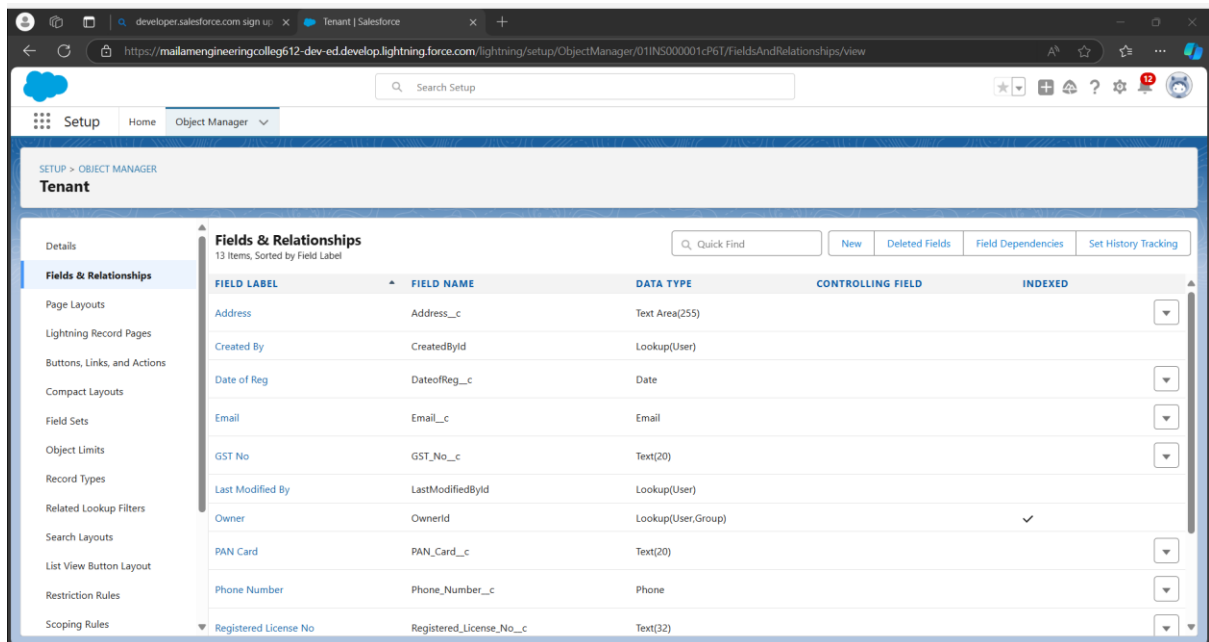 developer.salesforce.com sign up
Tenant | Salesforce
https://mailamengineeringcolleg612-dev-ed.develop.lightning.force.com/lightning/setup/ObjectManager/01INS000001cP6T/FieldsAndRelationships/view
Search Setup
12
Setup
Home
Object Manager
SETUP > OBJECT MANAGER
Tenant
Details
Fields & Relationships
Page Layouts
Lightning Record Pages
Buttons, Links, and Actions
Compact Layouts
Field Sets
Object Limits
Record Types
Related Lookup Filters
Search Layouts
List View Button Layout
Restriction Rules
Scoping Rules
Fields & Relationships
13 Items, Sorted by Field Label
Quick Find
New
Deleted Fields
Field Dependencies
Set History Tracking
FIELD LABEL FIELD NAME DATA TYPE CONTROLLING FIELD INDEXED
Address Address__c Text Area(255)
Created By CreatedById Lookup(User)
Date of Reg DateofReg__c Date
Email Email__c Email
GST No GST_No__c Text(20)
Last Modified By LastModifiedById Lookup(User)
Owner OwnerId Lookup(User,Group)
PAN Card PAN_Card__c Text(20)
Phone Number Phone_Number__c Phone
Registered License No Registered_License_No__c Text(32)